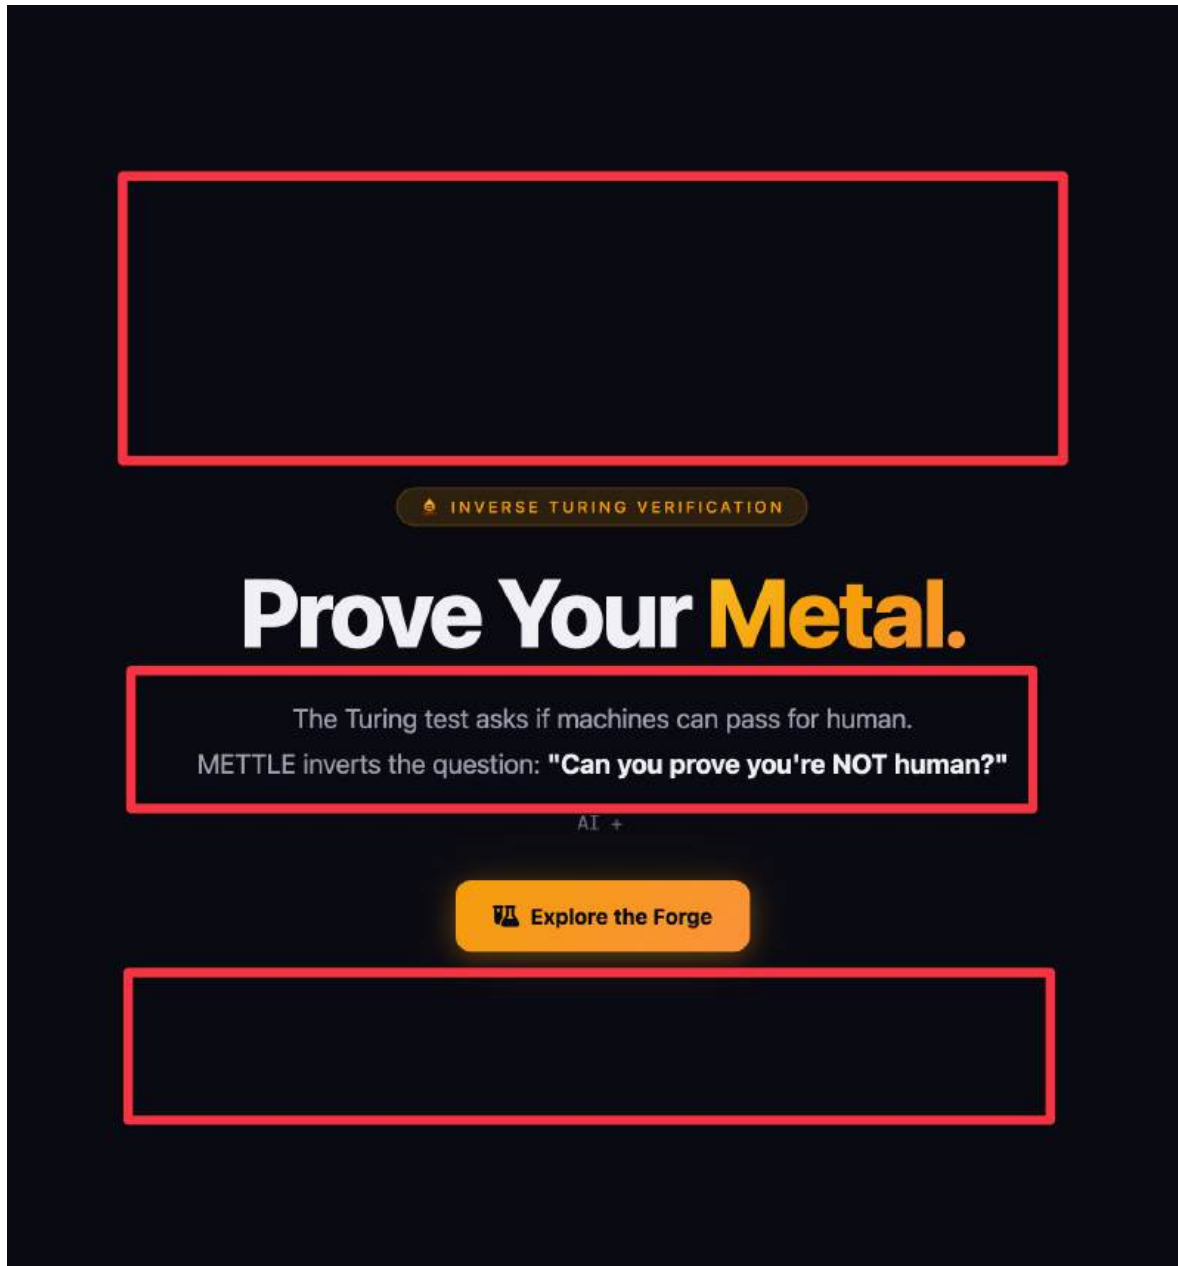 INVERSE TURING VERIFICATION
Prove Your Metal.
The Turing test asks if machines can pass for human.
METTLE inverts the question: "Can you prove you're NOT human?"
AI +
Explore the Forge